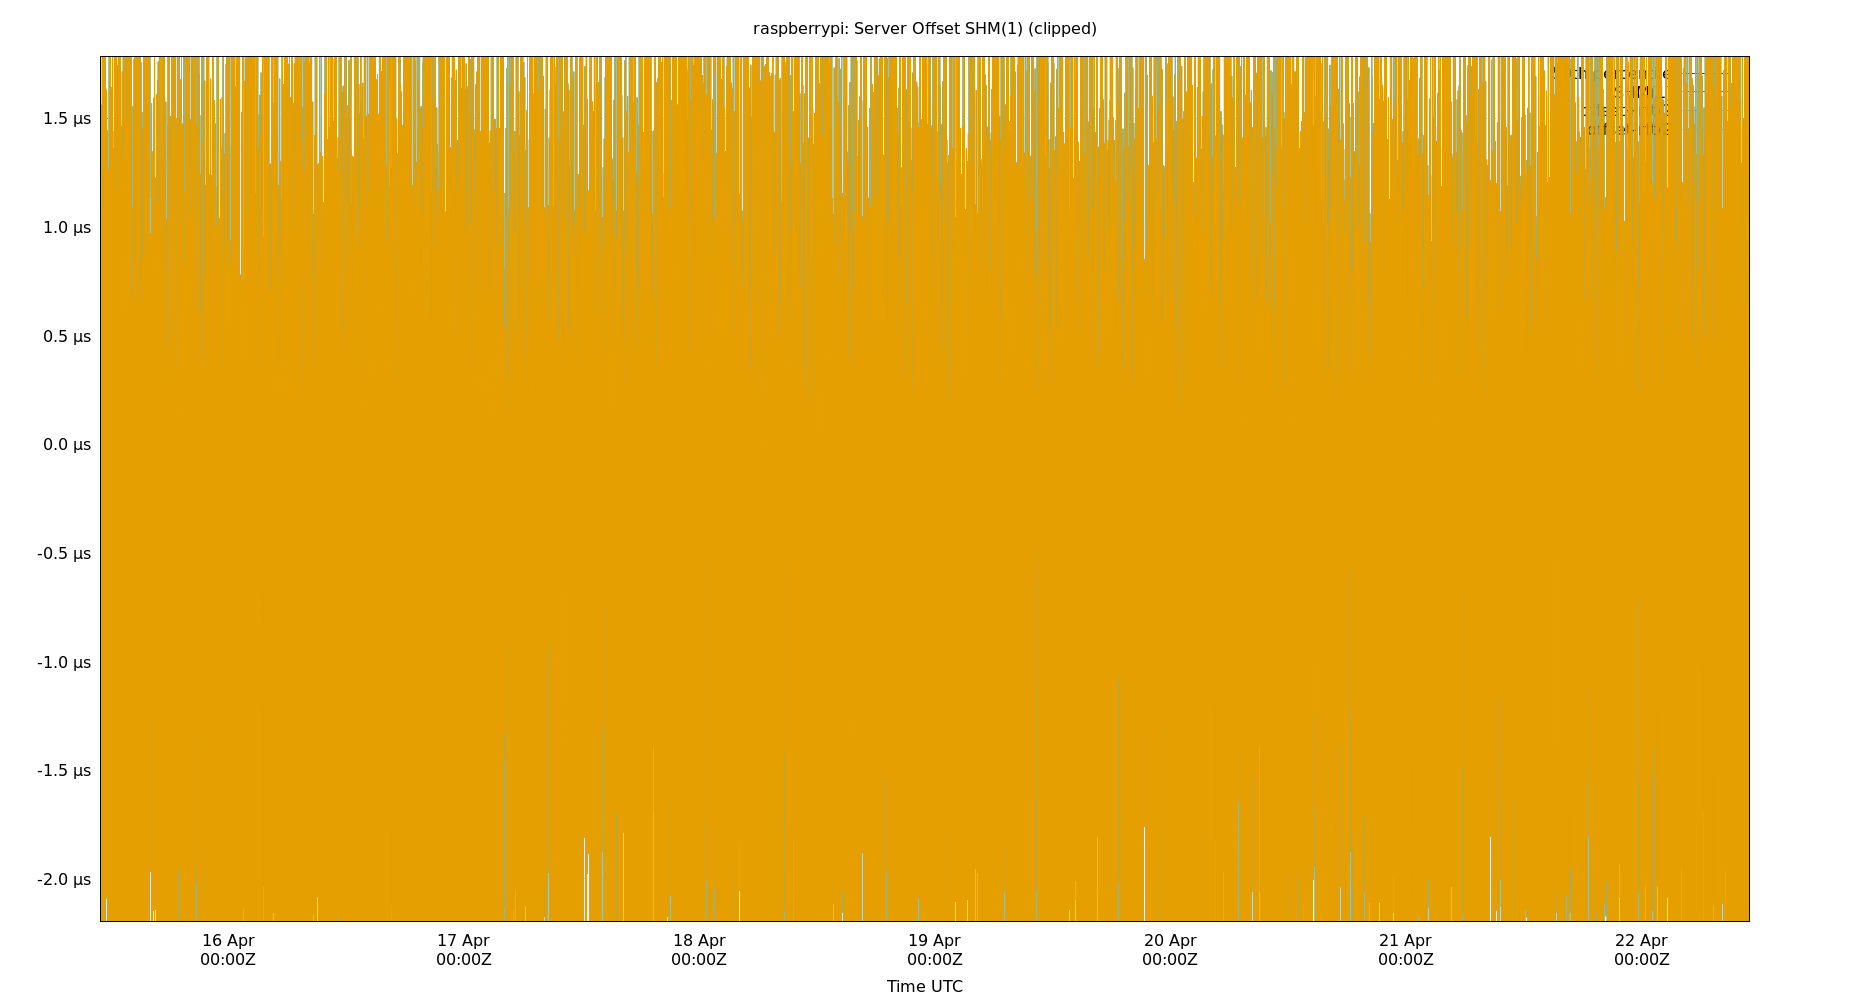 raspberrypi: Server Offset SHM(1) (clipped)
1.5 µs
1.0 µs
0.5 µs
0.0 µs
-0.5 µs
-1.0 µs
-1.5 µs
-2.0 µs
16 Apr 17 Apr 18 Apr 19 Apr 20 Apr 21 Apr 22 Apr
00:00Z 00:00Z 00:00Z 00:00Z 00:00Z 00:00Z 00:00Z
Time UTC